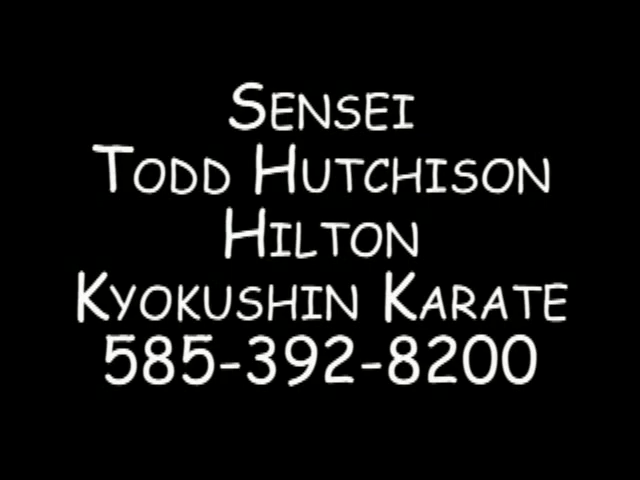 Sensei
Todd Hutchison
Hilton
Kyokushin Karate
585-392-8200